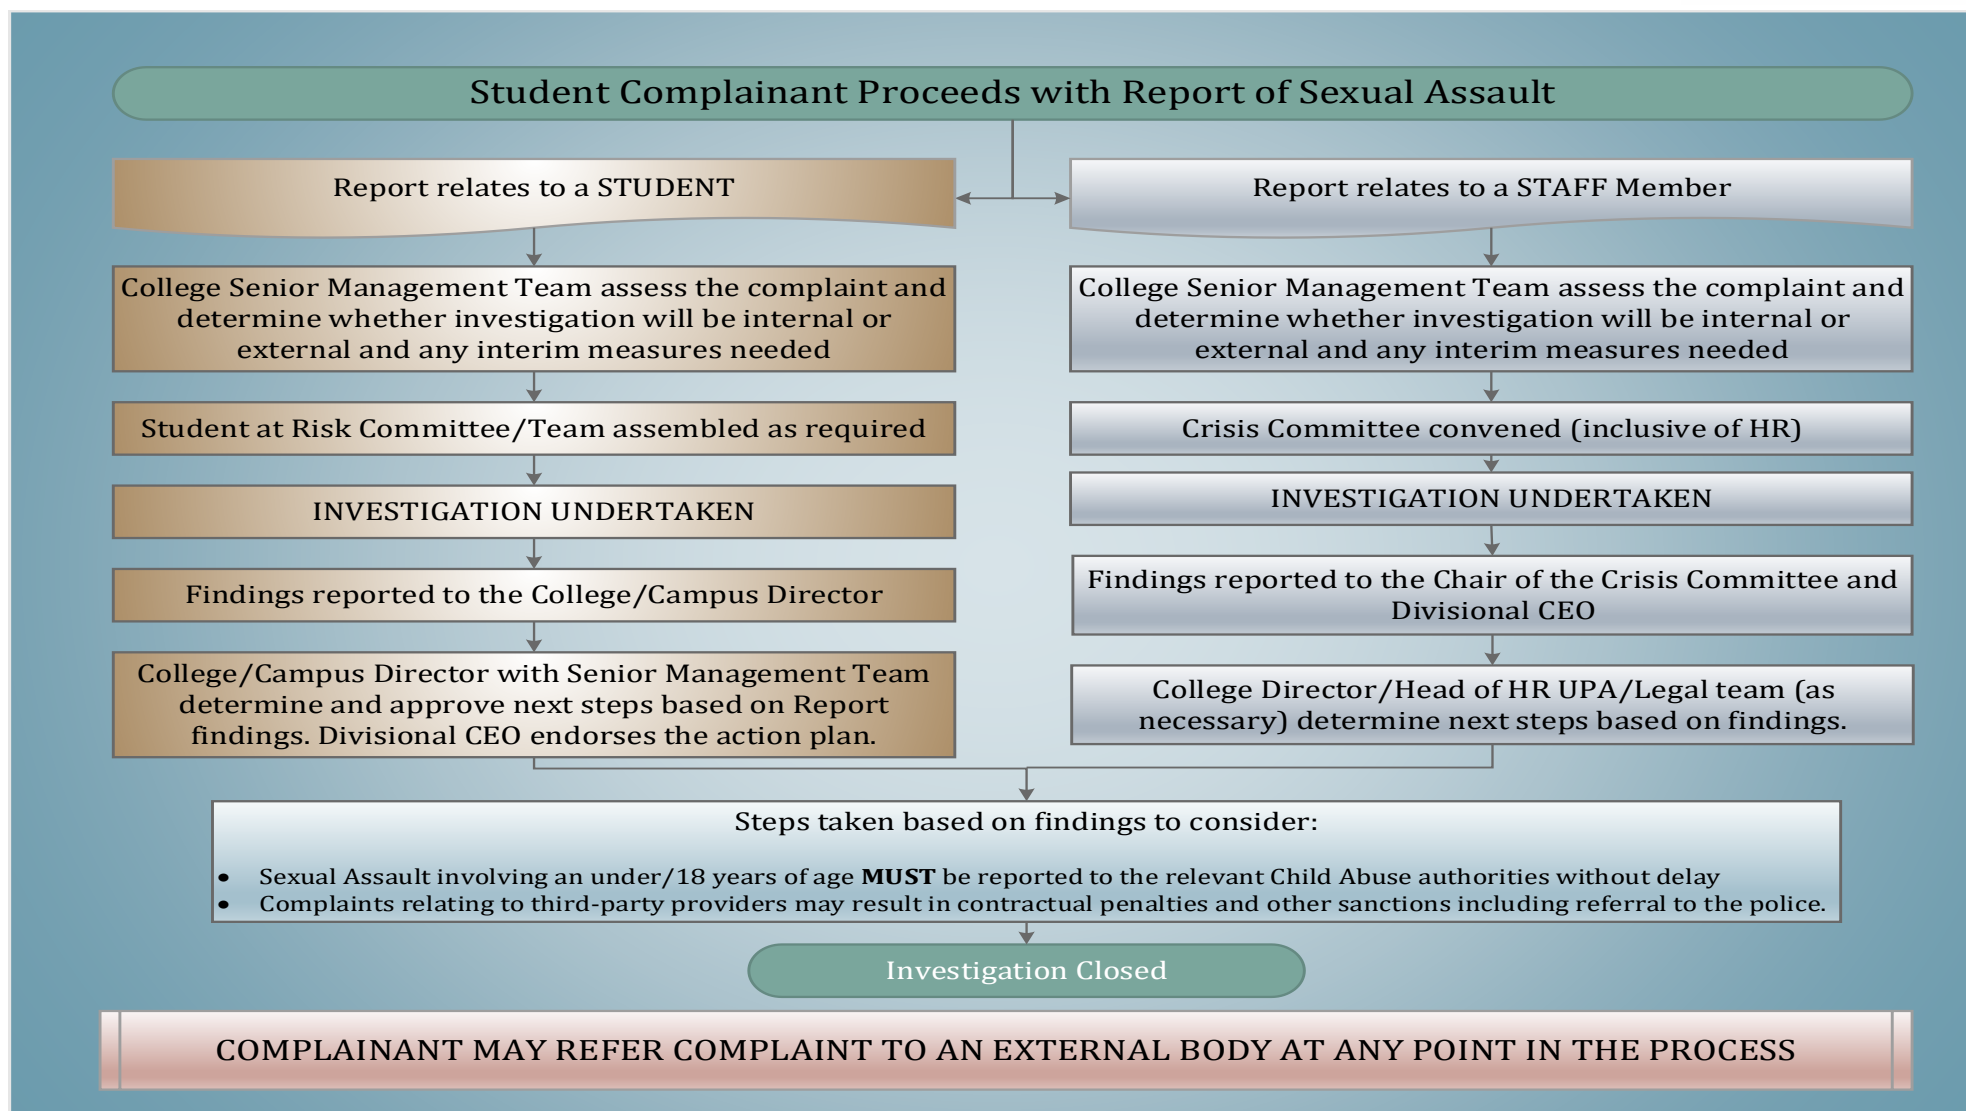 Student Complainant Proceeds with Report of Sexual Assault
Report relates to a STUDENT
College Senior Management Team assess the complaint and
determine whether investigation will be internal or
external and any interim measures needed
Student at Risk Committee/Team assembled as required
INVESTIGATION UNDERTAKEN
Findings reported to the College/Campus Director
College/Campus Director with Senior Management Team
determine and approve next steps based on Report
findings. Divisional CEO endorses the action plan.
Report relates to a STAFF Member
College Senior Management Team assess the complaint and
determine whether investigation will be internal or
external and any interim measures needed
Crisis Committee convened (inclusive of HR)
INVESTIGATION UNDERTAKEN
Findings reported to the Chair of the Crisis Committee and
Divisional CEO
College Director/Head of HR UPA/Legal team (as
necessary) determine next steps based on findings.
Steps taken based on findings to consider:
• Sexual Assault involving an under/18 years of age MUST be reported to the relevant Child Abuse authorities without delay
• Complaints relating to third-party providers may result in contractual penalties and other sanctions including referral to the police.
Investigation Closed
COMPLAINANT MAY REFER COMPLAINT TO AN EXTERNAL BODY AT ANY POINT IN THE PROCESS